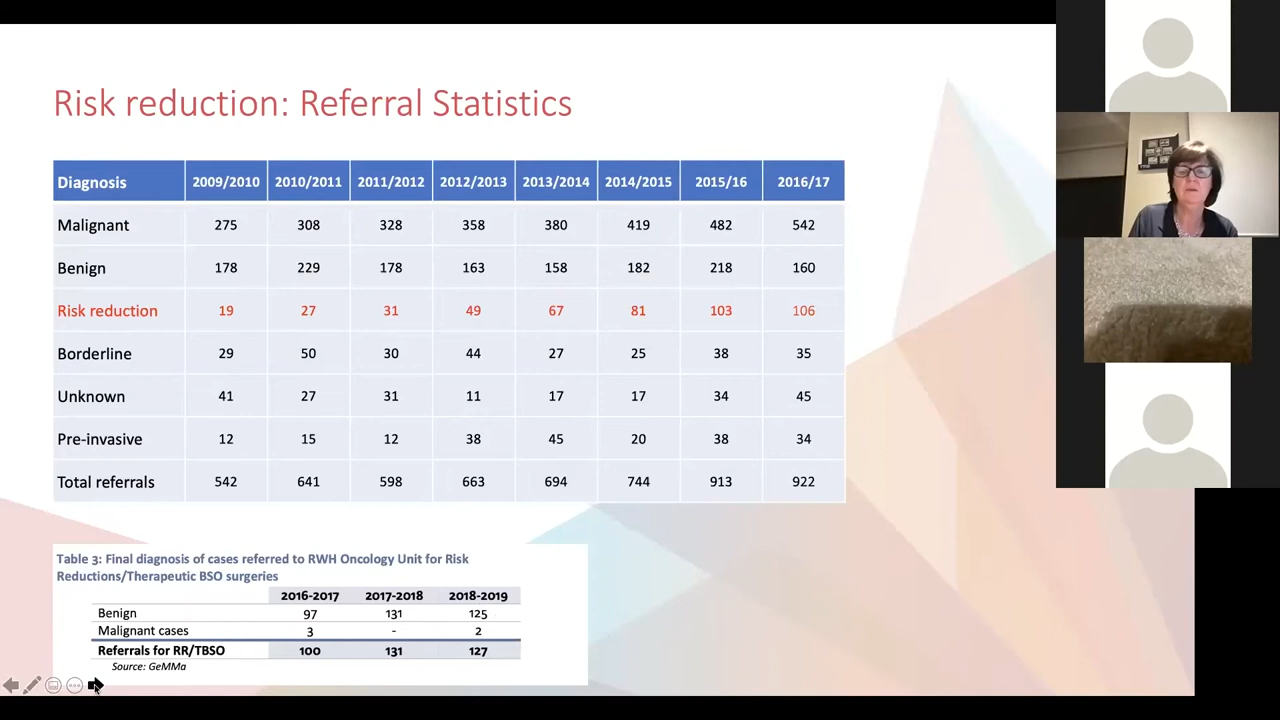 Risk reduction: Referral Statistics
Diagnosis 2009/2010 2010/2011 2011/2012 2012/2013 2013/2014 2014/2015 2015/16 2016/17
Malignant 275 308 328 358 380 419 482 542
Benign 178 229 178 163 158 182 218 160
Risk reduction 19 27 31 49 67 81 103 106
Borderline 29 50 30 44 27 25 38 35
Unknown 41 27 31 11 17 17 34 45
Pre-invasive 12 15 12 38 45 20 38 34
Total referrals 542 641 598 663 694 744 913 922
Table 3: Final diagnosis of cases referred to RWH Oncology Unit for Risk
Reductions/Therapeutic BSO surgeries
2016-2017 2017-2018 2018-2019
Benign 97 131 125
Malignant cases 3 - 2
Referrals for RR/TBSO 100 131 127
Source: GeMMa